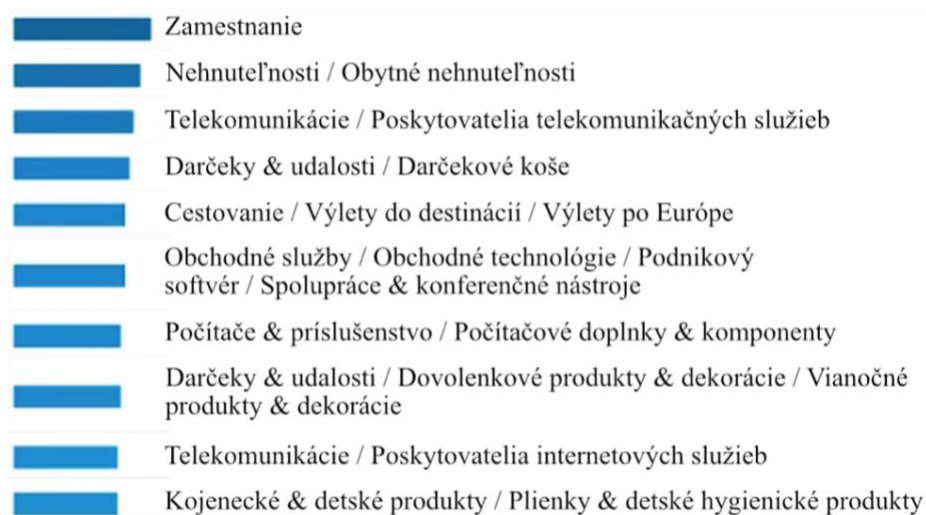 Zamestnanie
Nehnuteľnosti / Obytné nehnuteľnosti
Telekomunikácie / Poskytovatelia telekomunikačných služieb
Darčeky & udalosti / Darčekové koše
Cestovanie / Výlety do destinácií / Výlety po Európe
Obchodné služby / Obchodné technológie / Podnikový
softvér / Spolupráce & konferenčné nástroje
Počítače & príslušenstvo / Počítačové doplnky & komponenty
Darčeky & udalosti / Dovolenkové produkty & dekorácie / Vianočné
produkty & dekorácie
Telekomunikácie / Poskytovatelia internetových služieb
Kojenecké & detské produkty / Plienky & detské hygienické produkty